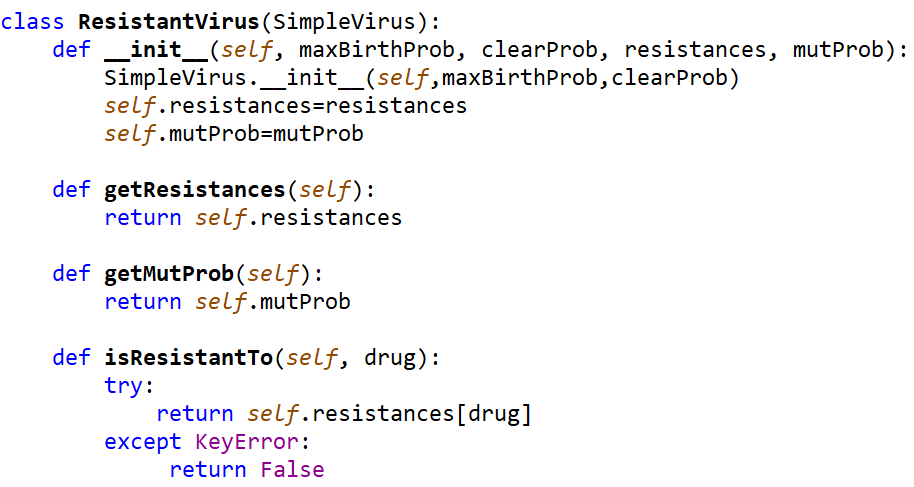 class ResistantVirus(SimpleVirus):
    def __init__(self, maxBirthProb, clearProb, resistances, mutProb):
        SimpleVirus.__init__(self,maxBirthProb,clearProb)
        self.resistances=resistances
        self.mutProb=mutProb

    def getResistances(self):
        return self.resistances

    def getMutProb(self):
        return self.mutProb

    def isResistantTo(self, drug):
        try:
            return self.resistances[drug]
        except KeyError:
             return False